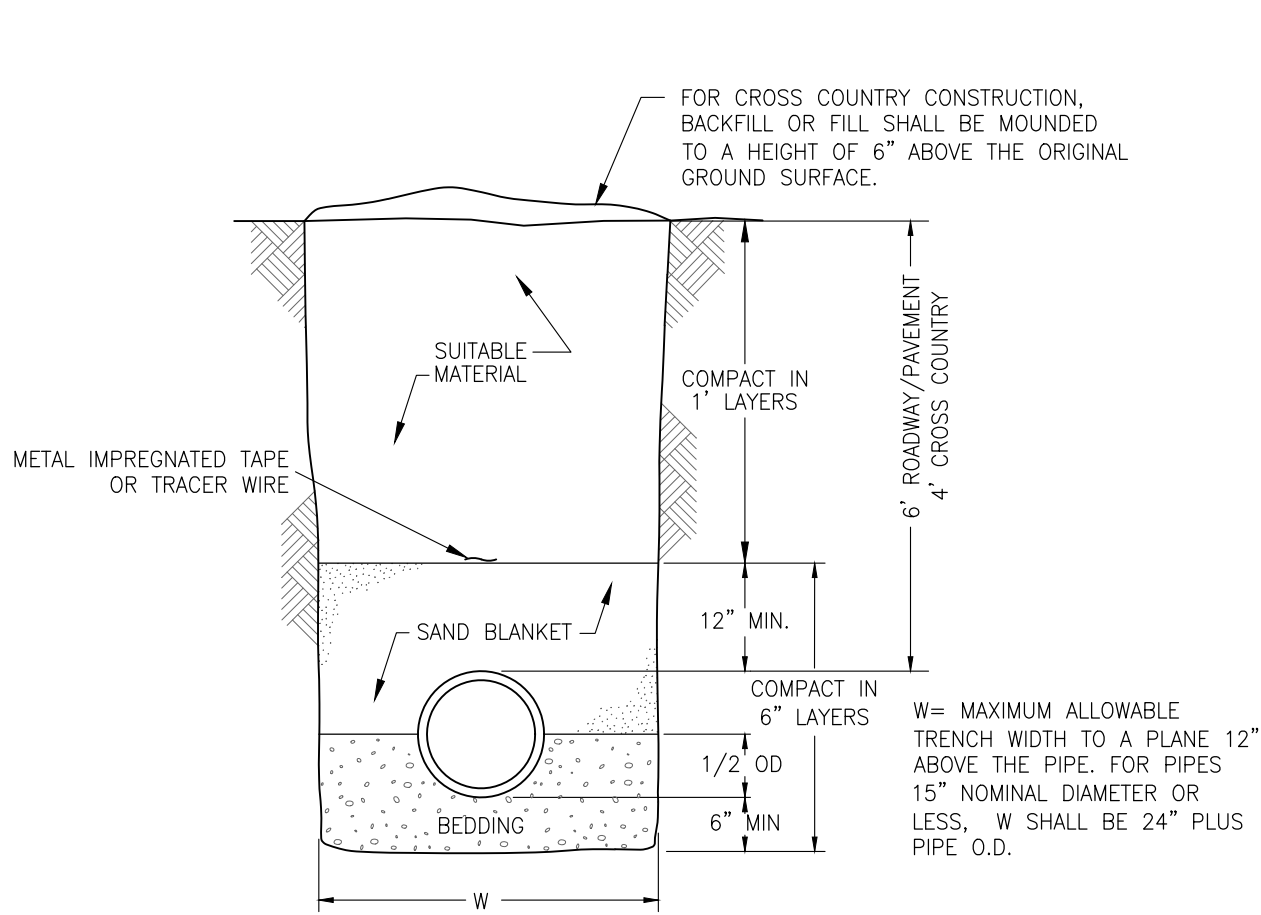 FOR CROSS COUNTRY CONSTRUCTION,
BACKFILL OR FILL SHALL BE MOUNDED
TO A HEIGHT OF 6” ABOVE THE ORIGINAL
GROUND SURFACE.
SUITABLE
MATERIAL
COMPACT IN
1' LAYERS
6' ROADWAY/PAVEMENT
4' CROSS COUNTRY
METAL IMPREGNATED TAPE
OR TRACER WIRE
SAND BLANKET
12” MIN.
COMPACT IN
6” LAYERS
1/2 OD
BEDDING
6” MIN
W= MAXIMUM ALLOWABLE
TRENCH WIDTH TO A PLANE 12”
ABOVE THE PIPE. FOR PIPES
15” NOMINAL DIAMETER OR
LESS, W SHALL BE 24” PLUS
PIPE O.D.
W